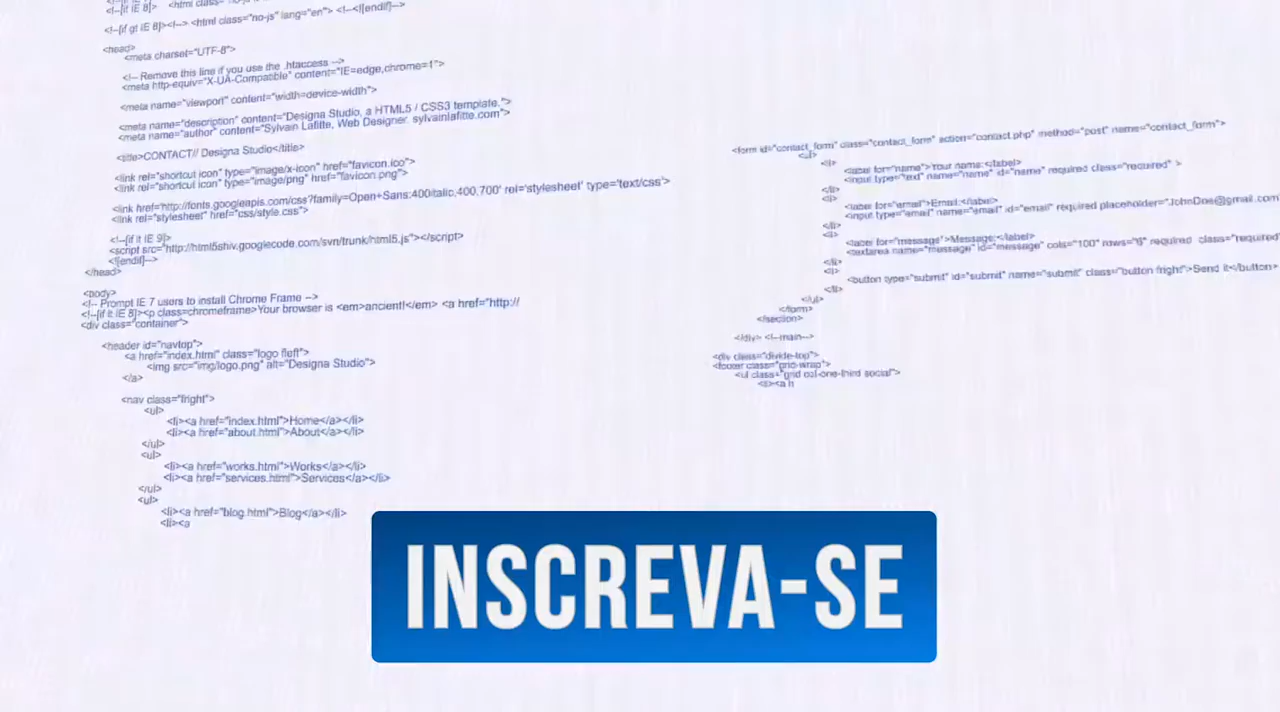 <!--[if IE 8]>
<!--[if gt IE 8]><!--> <html class="no-js" lang="en"> <!--<![endif]-->
<head>
<meta charset="UTF-8">
<!-- Remove this line if you use the .htaccess -->
<meta http-equiv="X-UA-Compatible" content="IE=edge,chrome=1">
<meta name="viewport" content="width=device-width">
<meta name="description" content="Designa Studio, a HTML5 / CSS3 template.">
<meta name="author" content="Sylvain Lafitte, Web Designer, sylvainlafitte.com">
<title>CONTACT// Designa Studio</title>
<link rel="shortcut icon" type="image/x-icon" href="favicon.ico">
<link rel="shortcut icon" type="image/png" href="favicon.png">
<link href='http://fonts.googleapis.com/css?family=Open+Sans:400italic,400,700' rel='stylesheet' type='text/css'>
<link rel="stylesheet" href="css/style.css">
<!--[if lt IE 9]>
<script src="http://html5shiv.googlecode.com/svn/trunk/html5.js"></script>
<![endif]-->
</head>
<body>
<!-- Prompt IE 7 users to install Chrome Frame -->
<!--[if lt IE 8]><p class=chromeframe>Your browser is <em>ancient!</em> <a href="http://
<div class="container">
<header id="navtop">
<a href="index.html" class="logo fleft">
<img src="img/logo.png" alt="Designa Studio">
</a>
<nav class="fright">
<ul>
<li><a href="index.html">Home</a></li>
<li><a href="about.html">About</a></li>
</ul>
<ul>
<li><a href="works.html">Works</a></li>
<li><a href="services.html">Services</a></li>
</ul>
<ul>
<li><a href="blog.html">Blog</a></li>
<li><a
<form id="contact_form" class="contact_form" action="contact.php" method="post" name="contact_form">
<ul>
<li>
<label for="name">Your name:</label>
<input type="text" name="name" id="name" required class="required" >
</li>
<li>
<label for="email">Email:</label>
<input type="email" name="email" id="email" required placeholder="JohnDoe@gmail.com
</li>
<li>
<label for="message">Message:</label>
<textarea name="message" id="message" cols="100" rows="6" required class="required"
</li>
<li>
<button type="submit" id="submit" name="submit" class="button fright">Send it</button>
</li>
</ul>
</form>
</section>
</div> <!--main-->
<div class="divide-top">
<footer class="grid-wrap">
<ul class="grid col-one-third social">
<li><a h
INSCREVA-SE